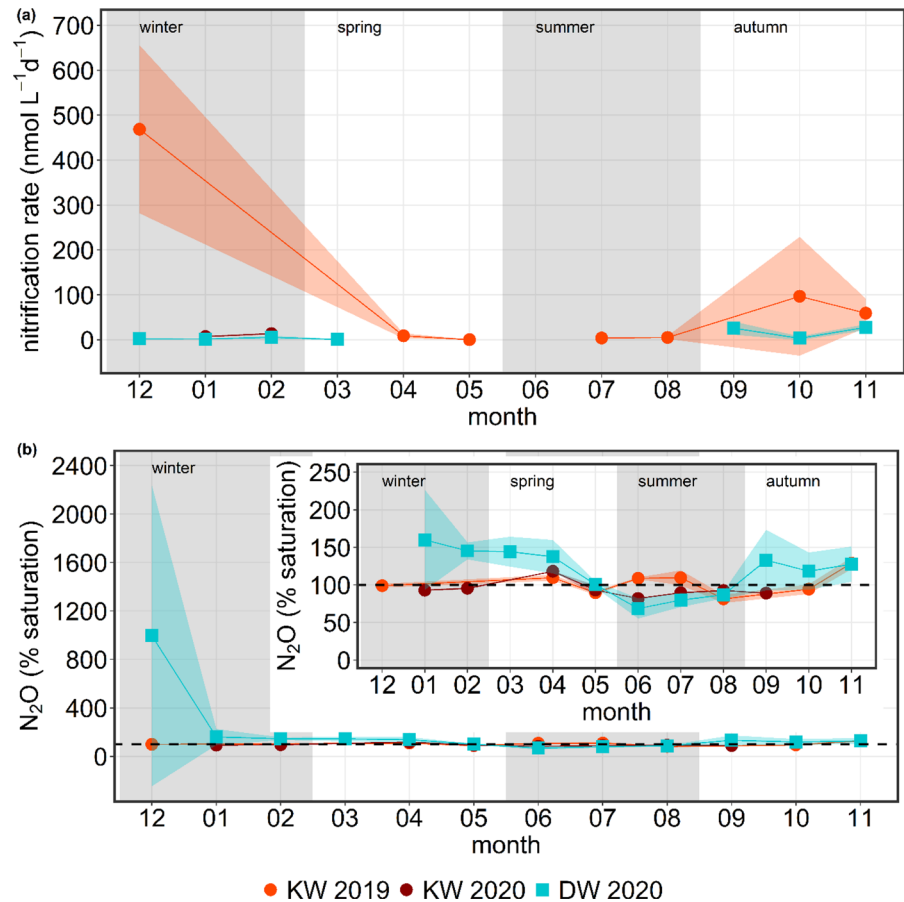 (a)
winter spring summer autumn
700
600
500
400
300
200
100
0
nitrification rate (nmol L⁻¹d⁻¹)
12 01 02 03 04 05 06 07 08 09 10 11
month
(b)
winter
2400
2200
1800
1600
1200
800
400
0
N₂O (% saturation)
winter spring summer autumn
250
200
150
100
50
0
N₂O (% saturation)
12 01 02 03 04 05 06 07 08 09 10 11
month
12 01 02 03 04 05 06 07 08 09 10 11
month
KW 2019 KW 2020 DW 2020